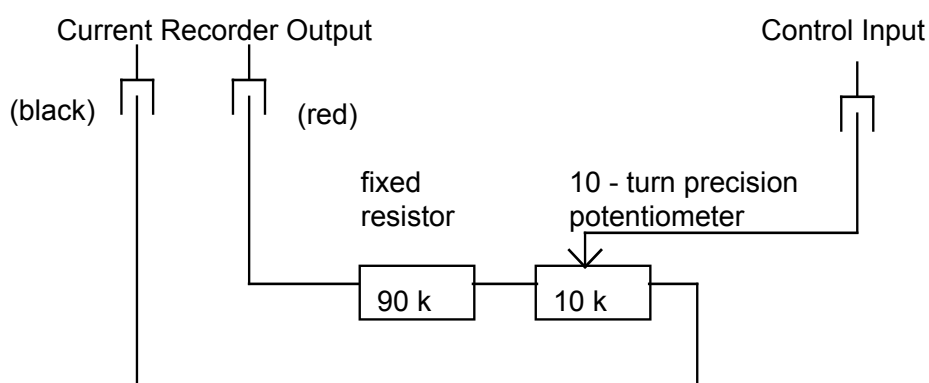 Current Recorder Output
Control Input
(black)
(red)
fixed
resistor
10 - turn precision
potentiometer
90 k
10 k